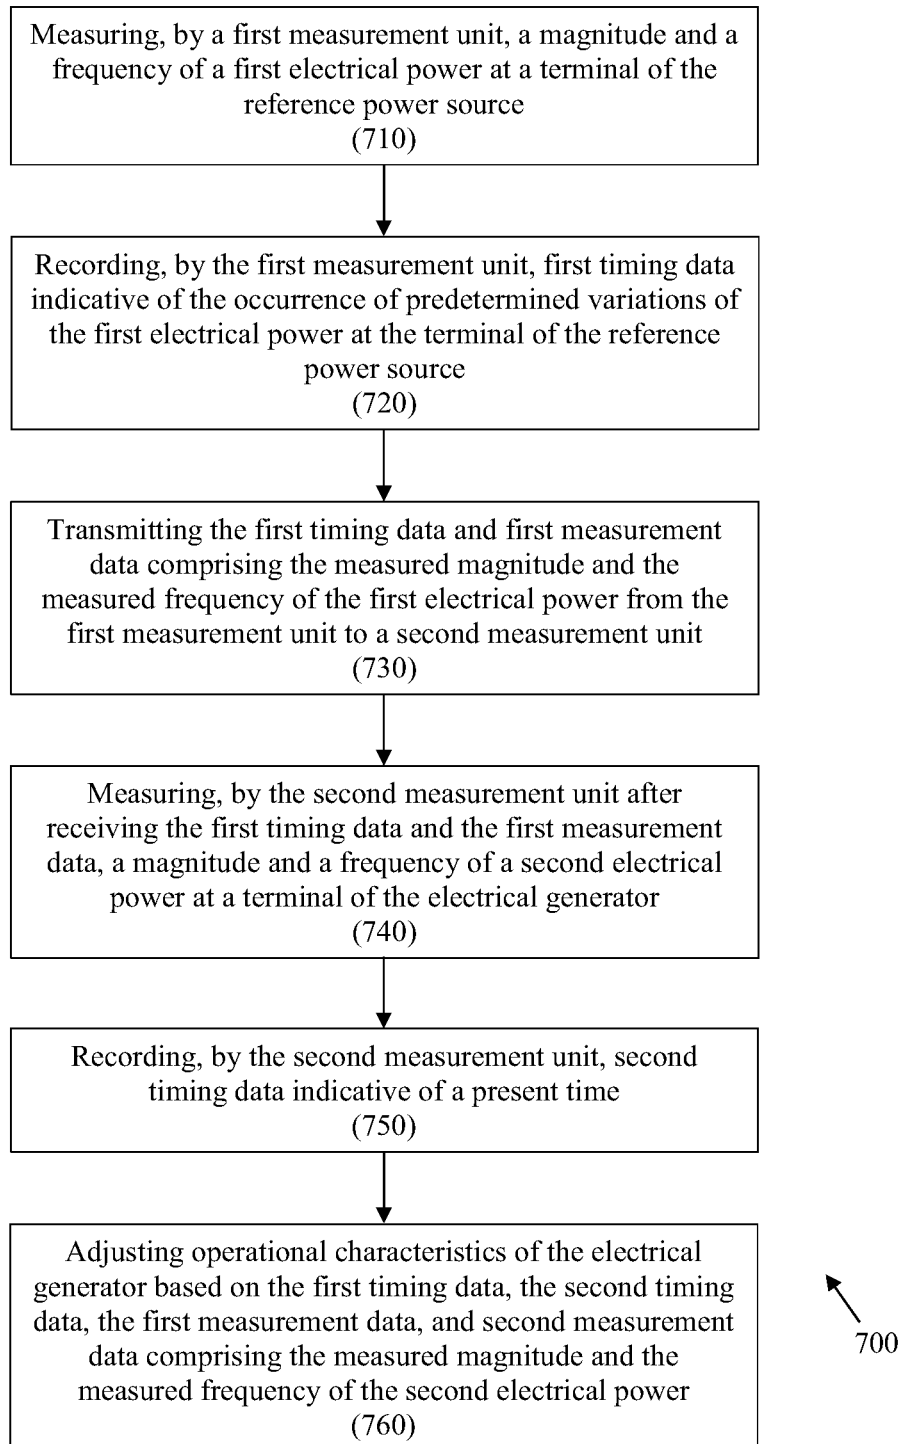 Measuring, by a first measurement unit, a magnitude and a
frequency of a first electrical power at a terminal of the
reference power source
(710)
Recording, by the first measurement unit, first timing data
indicative of the occurrence of predetermined variations of
the first electrical power at the terminal of the reference
power source
(720)
Transmitting the first timing data and first measurement
data comprising the measured magnitude and the
measured frequency of the first electrical power from the
first measurement unit to a second measurement unit
(730)
Measuring, by the second measurement unit after
receiving the first timing data and the first measurement
data, a magnitude and a frequency of a second electrical
power at a terminal of the electrical generator
(740)
Recording, by the second measurement unit, second
timing data indicative of a present time
(750)
Adjusting operational characteristics of the electrical
generator based on the first timing data, the second timing
data, the first measurement data, and second measurement
data comprising the measured magnitude and the
measured frequency of the second electrical power
(760)
700